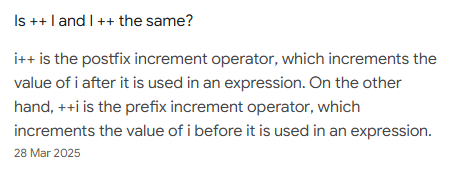 Is ++ I and I ++ the same?
i++ is the postfix increment operator, which increments the
value of i after it is used in an expression. On the other
hand, ++i is the prefix increment operator, which
increments the value of i before it is used in an expression.
28 Mar 2025